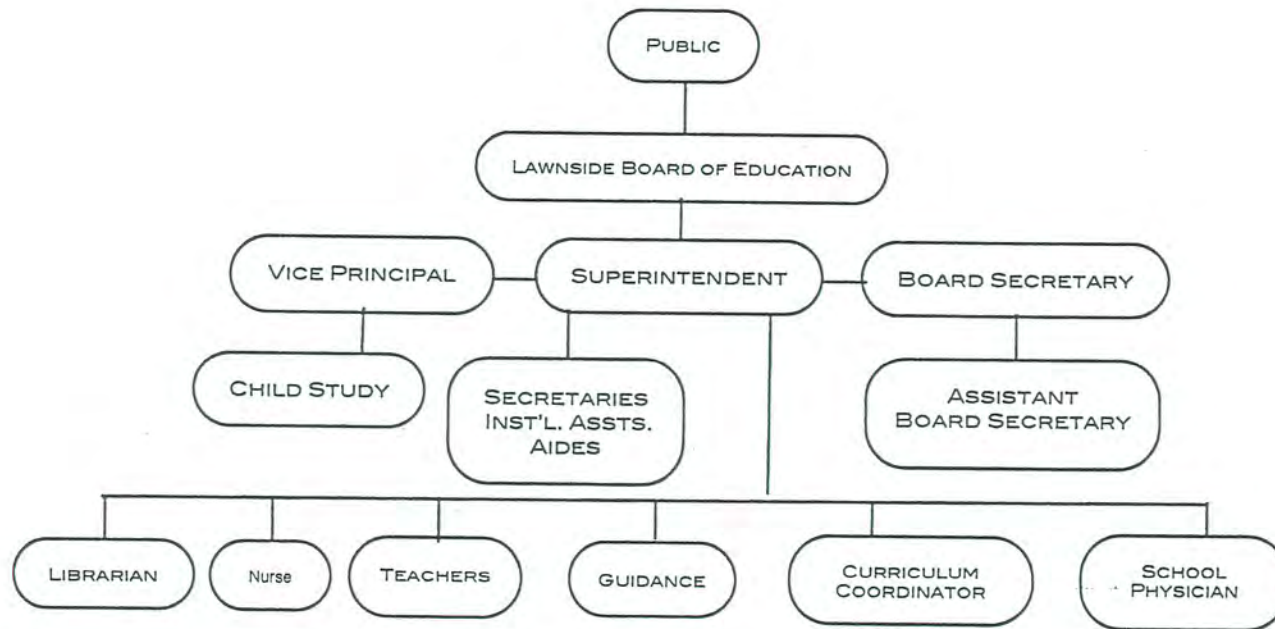 PUBLIC
LAWNSIDE BOARD OF EDUCATION
VICE PRINCIPAL
SUPERINTENDENT
BOARD SECRETARY
CHILD STUDY
SECRETARIES
INST'L. ASSTS.
AIDES
ASSISTANT
BOARD SECRETARY
LIBRARIAN
Nurse
TEACHERS
GUIDANCE
CURRICULUM
COORDINATOR
SCHOOL
PHYSICIAN